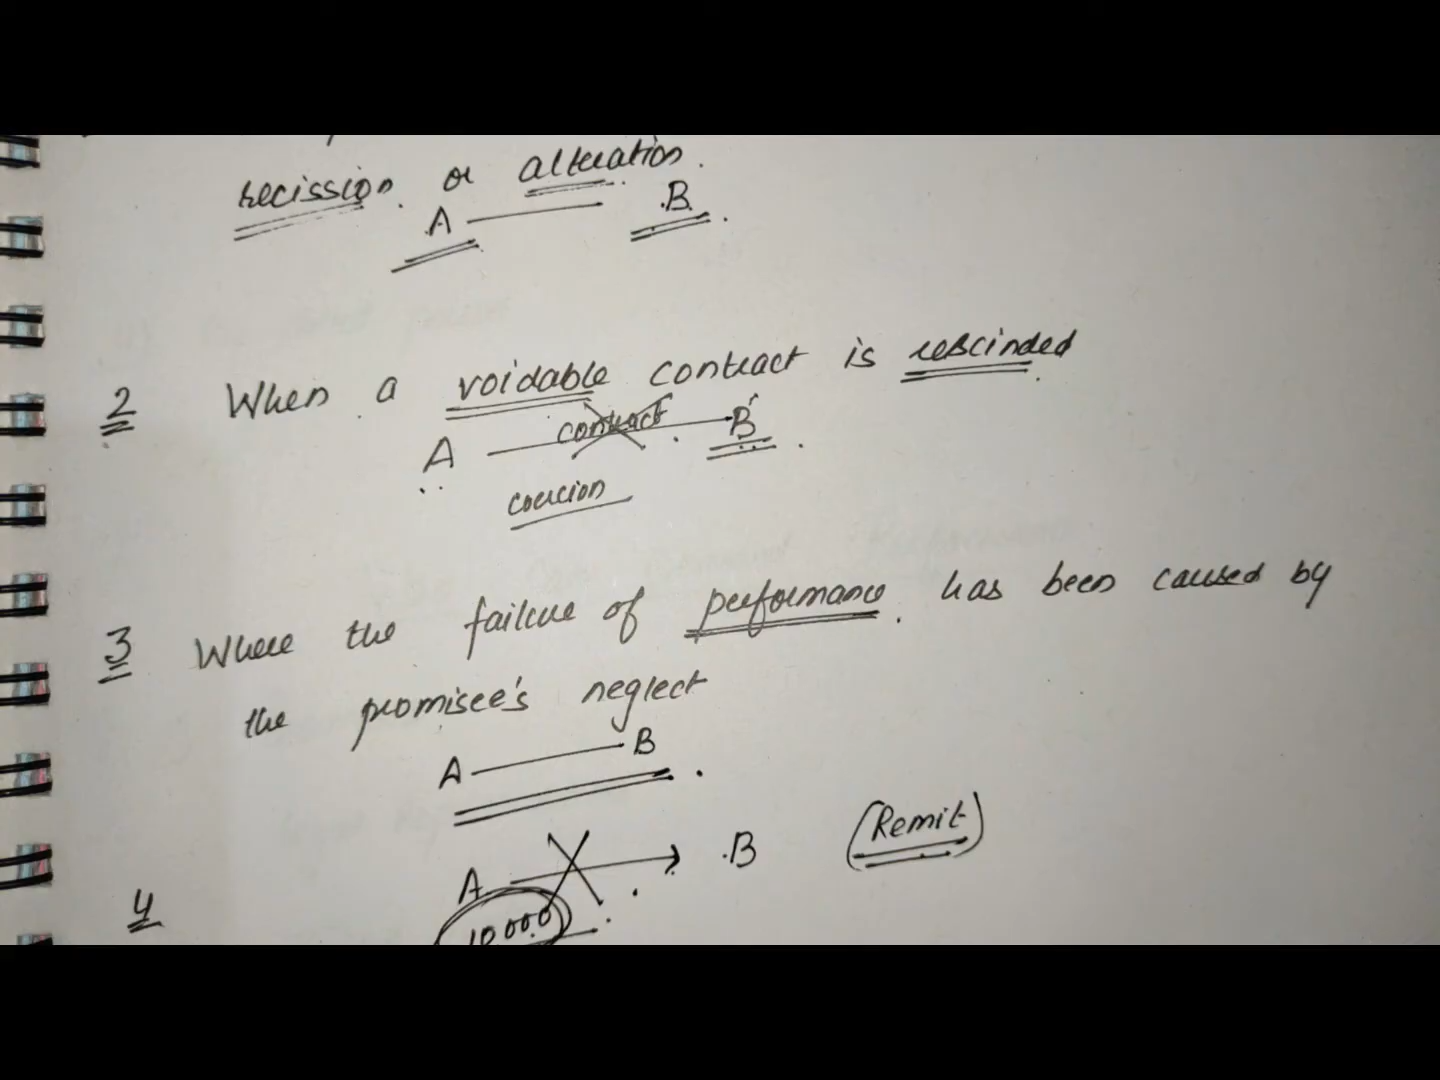 recission or alteration.
A B
2 When a voidable contract is rescinded
A contract B
coercion
3 Where the failure of performance has been caused by
the promisee's neglect
A B
A B (Remit)
4 10000